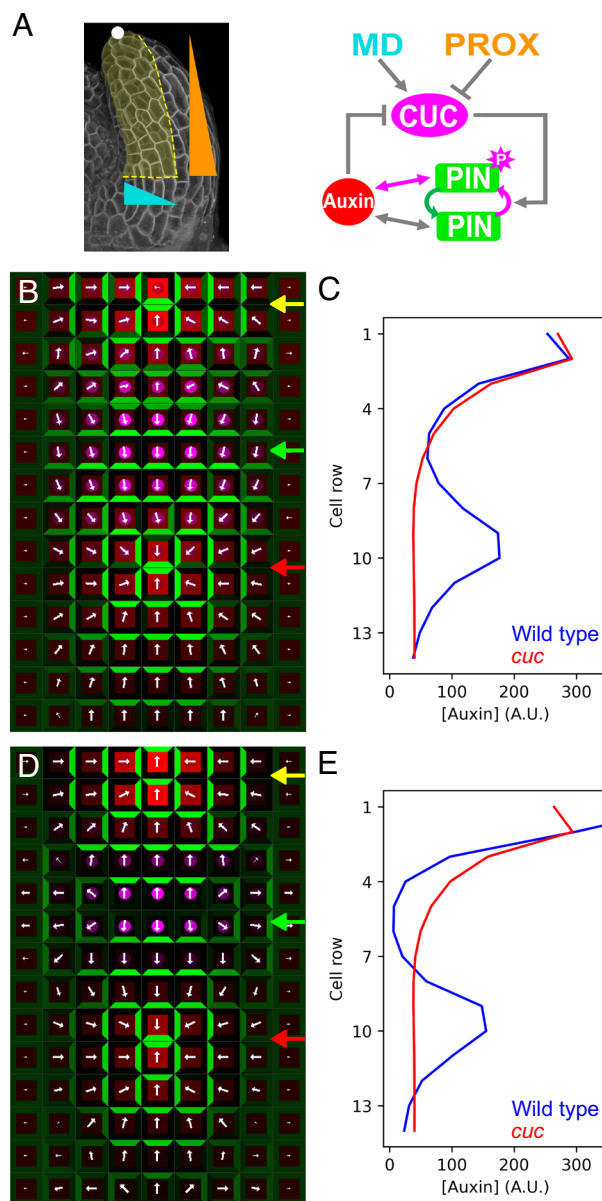 A
MD
PROX
CUC
P
PIN
Auxin
PIN
B
C
1
4
7
10
13
Cell row
Wild type
cuc
0
100
200
300
[Auxin] (A.U.)
D
E
1
4
7
10
13
Cell row
Wild type
cuc
0
100
200
300
[Auxin] (A.U.)